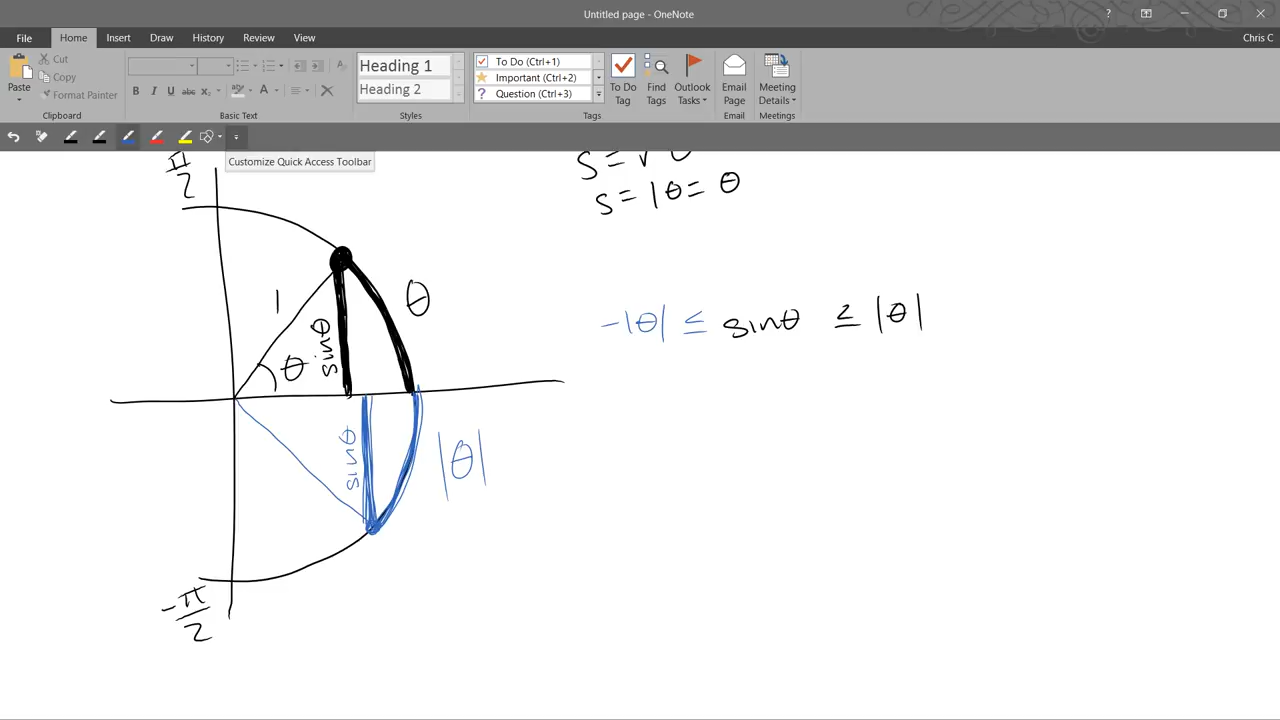 Untitled page - OneNote
?
File Home Insert Draw History Review View
Chris C
Paste
Cut
Copy
Format Painter
Clipboard
B I U abc x₂ A
Basic Text
Heading 1
Heading 2
Styles
To Do (Ctrl+1)
Important (Ctrl+2)
? Question (Ctrl+3)
Tags
To Do
Tag
Find
Tags
Outlook
Tasks
Email
Page
Email
Meeting
Details
Meetings
Customize Quick Access Toolbar
π/2
s = r θ
s = 1θ = θ
1
θ
sinθ
θ
-|θ| ≤ sinθ ≤ |θ|
sinθ
|θ|
-π/2